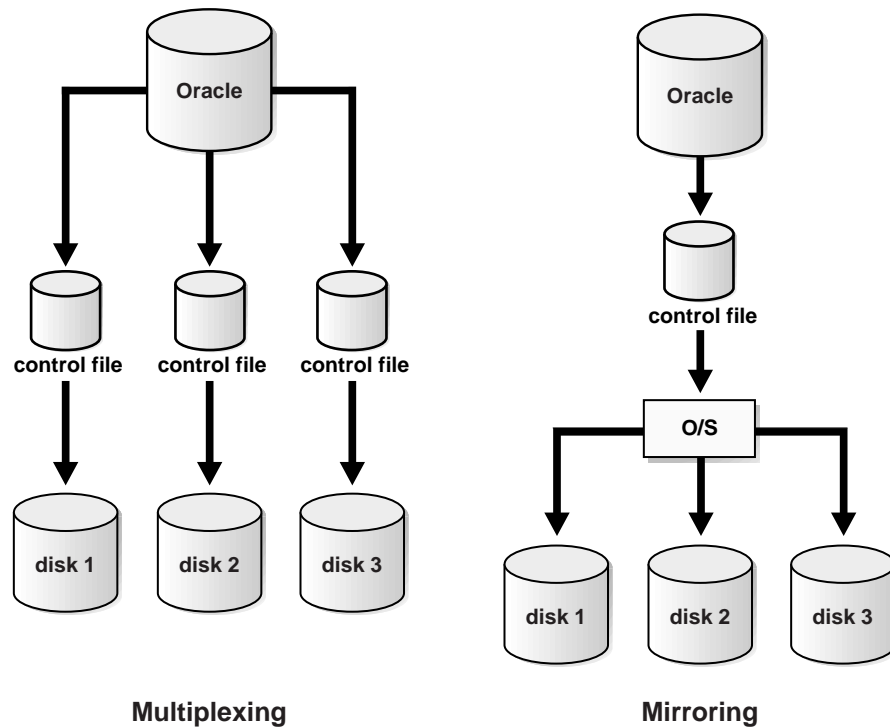 Oracle
control file
control file
control file
disk 1
disk 2
disk 3
Multiplexing
Oracle
control file
O/S
disk 1
disk 2
disk 3
Mirroring